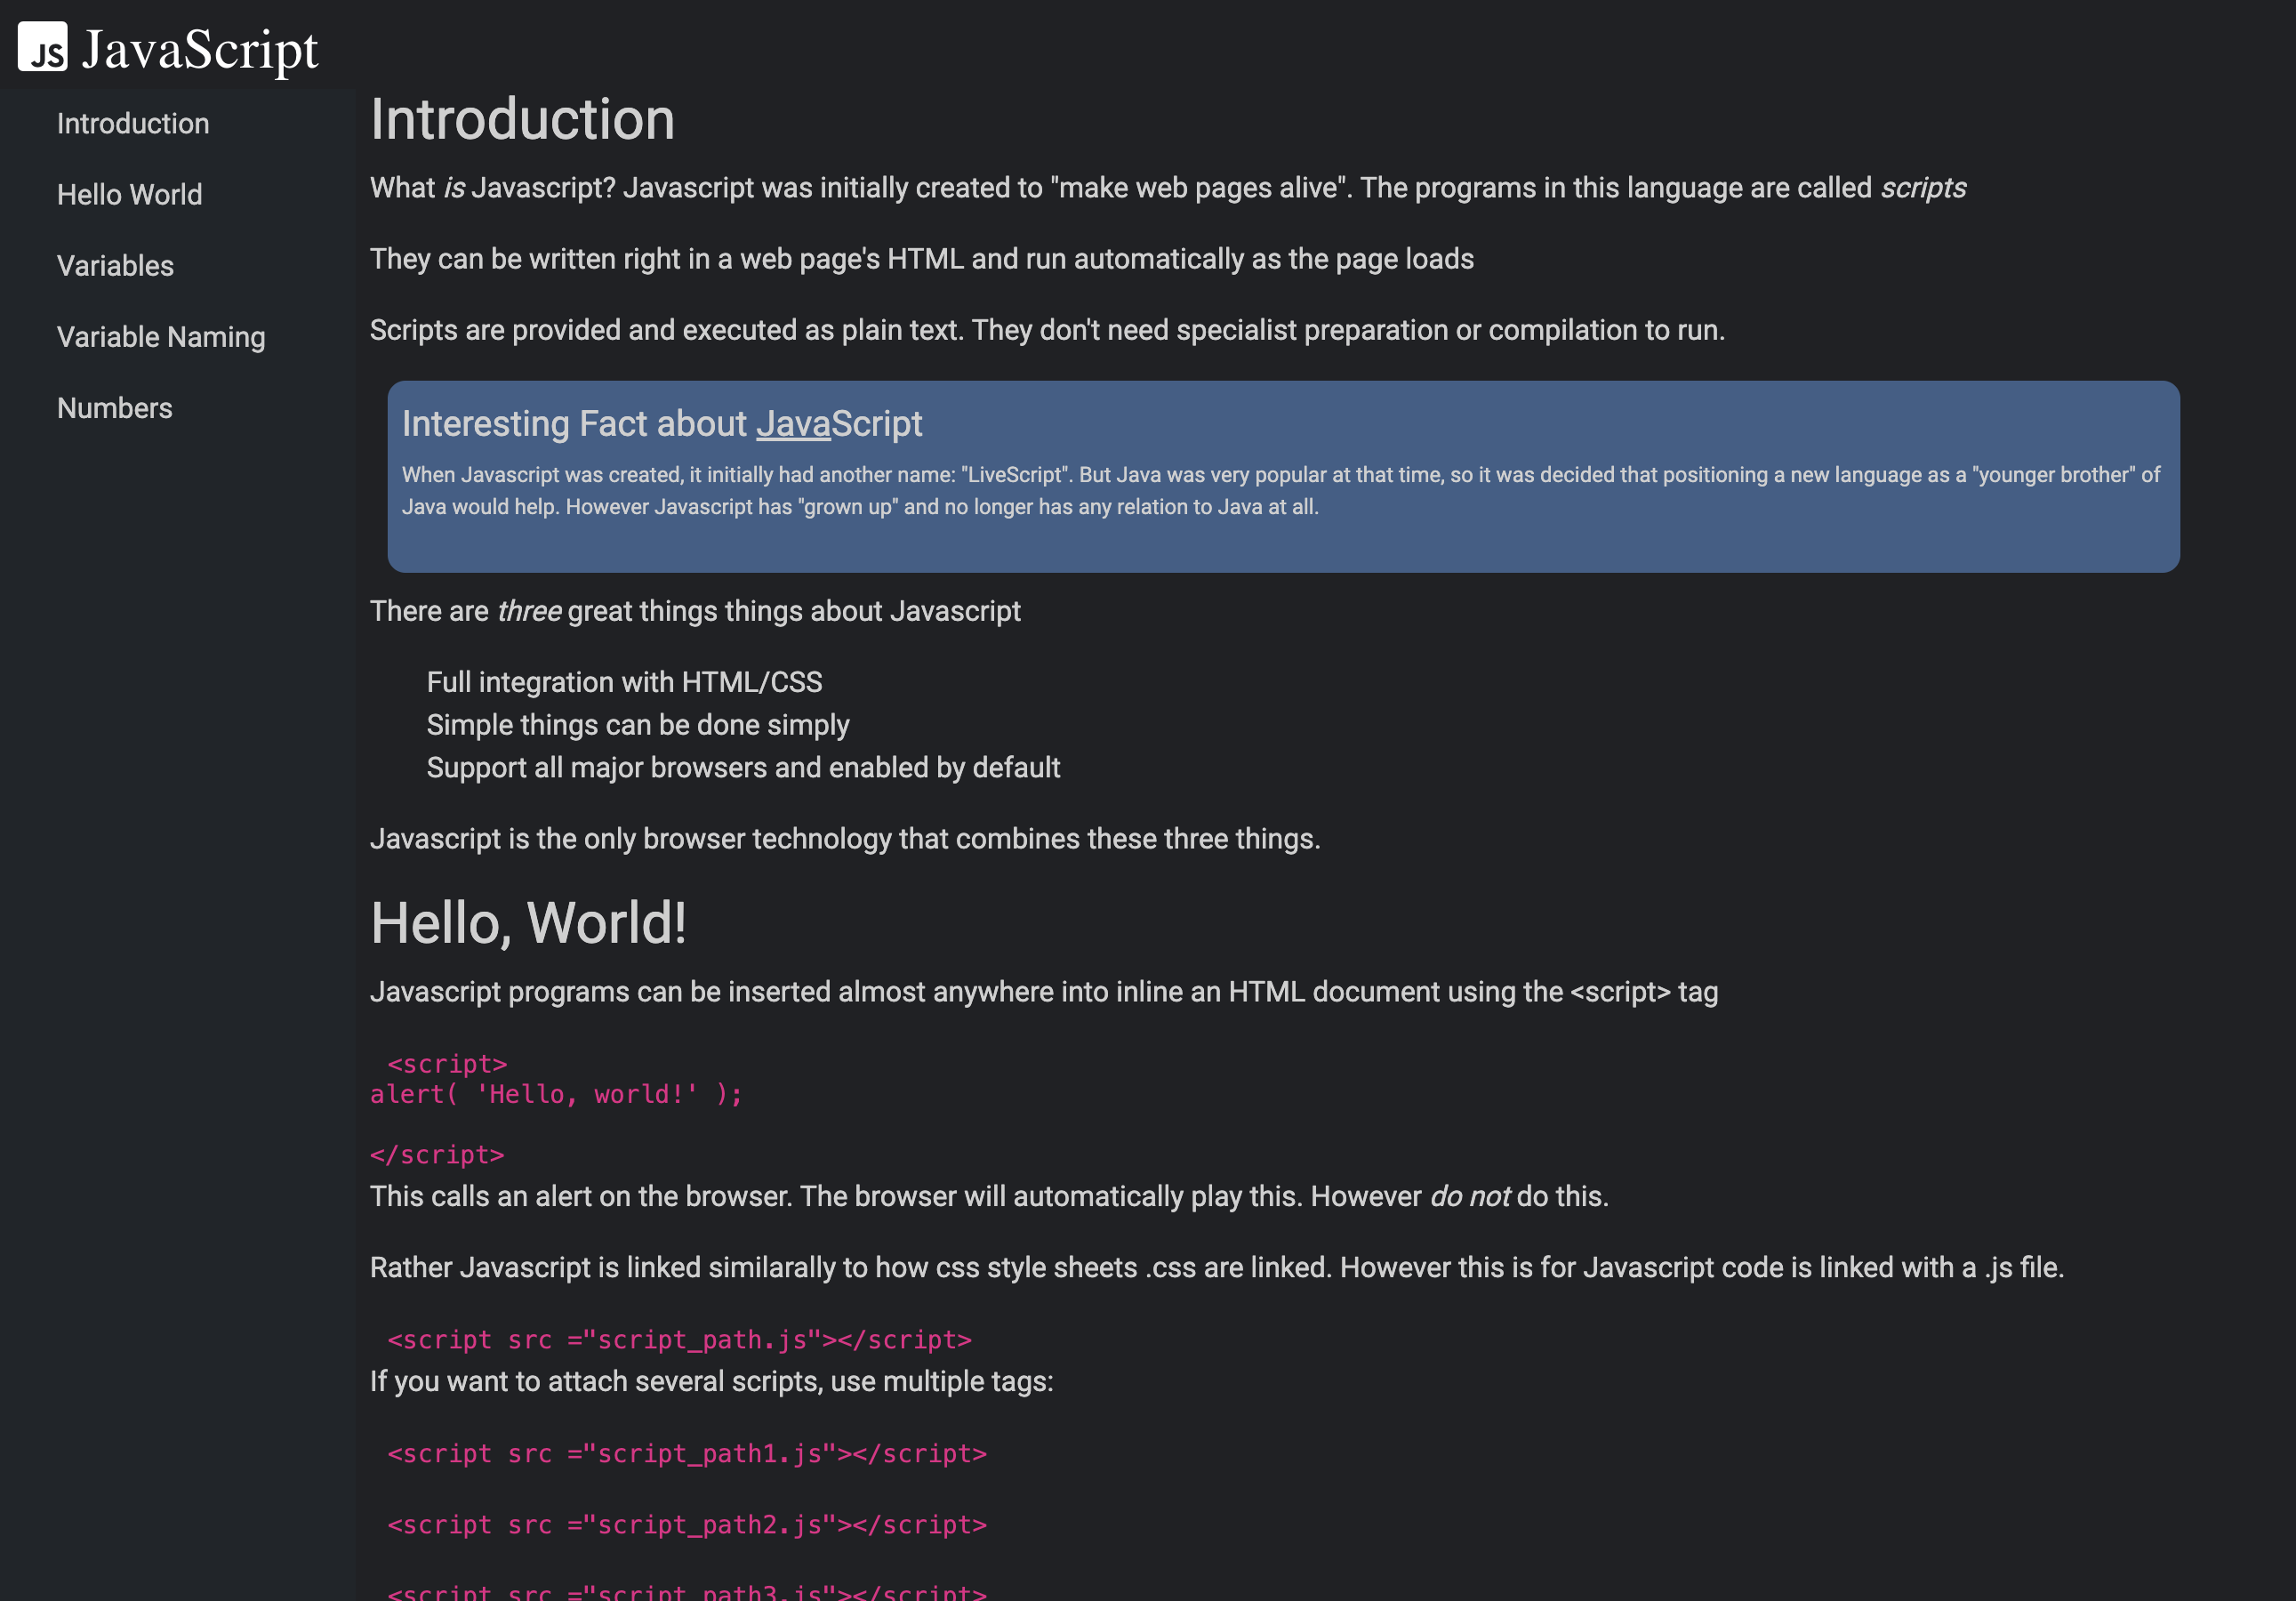 JS JavaScript
Introduction
Hello World
Variables
Variable Naming
Numbers
Introduction
What is Javascript? Javascript was initially created to "make web pages alive". The programs in this language are called scripts
They can be written right in a web page's HTML and run automatically as the page loads
Scripts are provided and executed as plain text. They don't need specialist preparation or compilation to run.
Interesting Fact about JavaScript
When Javascript was created, it initially had another name: "LiveScript". But Java was very popular at that time, so it was decided that positioning a new language as a "younger brother" of
Java would help. However Javascript has "grown up" and no longer has any relation to Java at all.
There are three great things things about Javascript
Full integration with HTML/CSS
Simple things can be done simply
Support all major browsers and enabled by default
Javascript is the only browser technology that combines these three things.
Hello, World!
Javascript programs can be inserted almost anywhere into inline an HTML document using the <script> tag
<script>
alert( 'Hello, world!' );
</script>
This calls an alert on the browser. The browser will automatically play this. However do not do this.
Rather Javascript is linked similarally to how css style sheets .css are linked. However this is for Javascript code is linked with a .js file.
<script src ="script_path.js"></script>
If you want to attach several scripts, use multiple tags:
<script src ="script_path1.js"></script>
<script src ="script_path2.js"></script>
<script src ="script_path3.js"></script>